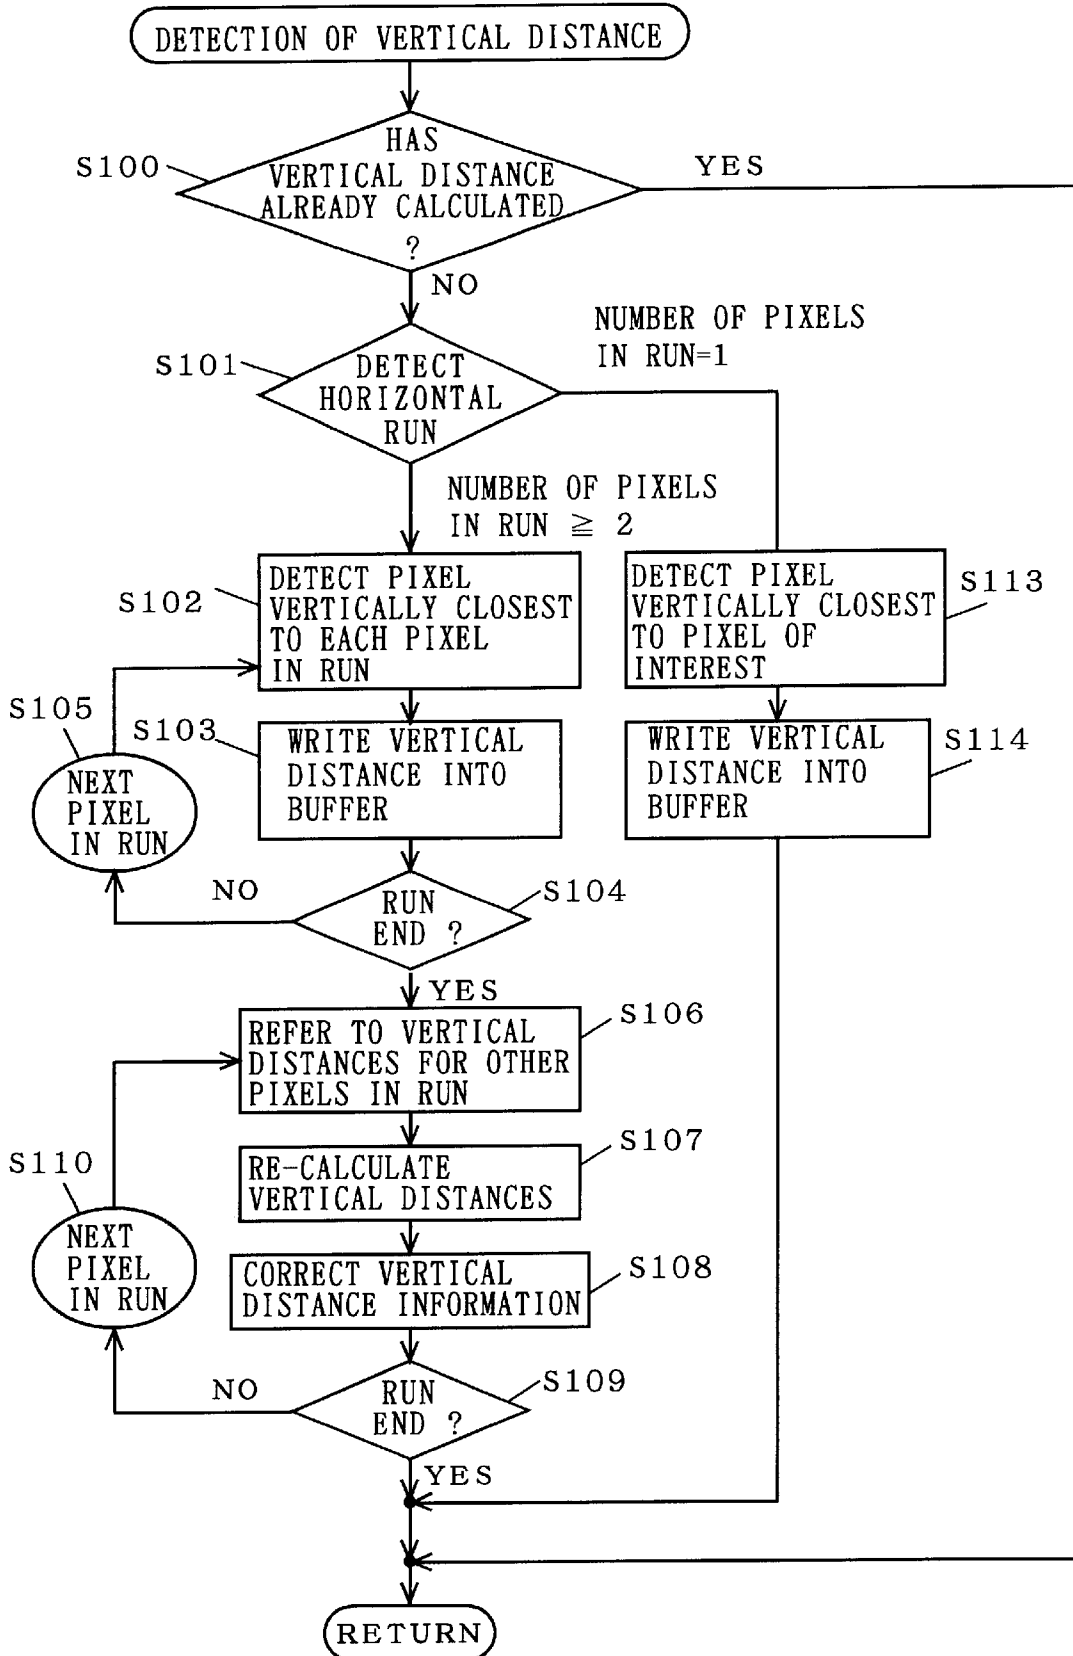 DETECTION OF VERTICAL DISTANCE
S100
HAS
VERTICAL DISTANCE
ALREADY CALCULATED
?
YES
NO
S101
DETECT
HORIZONTAL
RUN
NUMBER OF PIXELS
IN RUN=1
NUMBER OF PIXELS
IN RUN ≧ 2
S102
DETECT PIXEL
VERTICALLY CLOSEST
TO EACH PIXEL
IN RUN
DETECT PIXEL
VERTICALLY CLOSEST
TO PIXEL OF
INTEREST
S113
S105
NEXT
PIXEL
IN RUN
S103
WRITE VERTICAL
DISTANCE INTO
BUFFER
WRITE VERTICAL
DISTANCE INTO
BUFFER
S114
NO
RUN
END ?
S104
YES
REFER TO VERTICAL
DISTANCES FOR OTHER
PIXELS IN RUN
S106
S110
NEXT
PIXEL
IN RUN
RE-CALCULATE
VERTICAL DISTANCES
S107
CORRECT VERTICAL
DISTANCE INFORMATION
S108
NO
RUN
END ?
S109
YES
RETURN